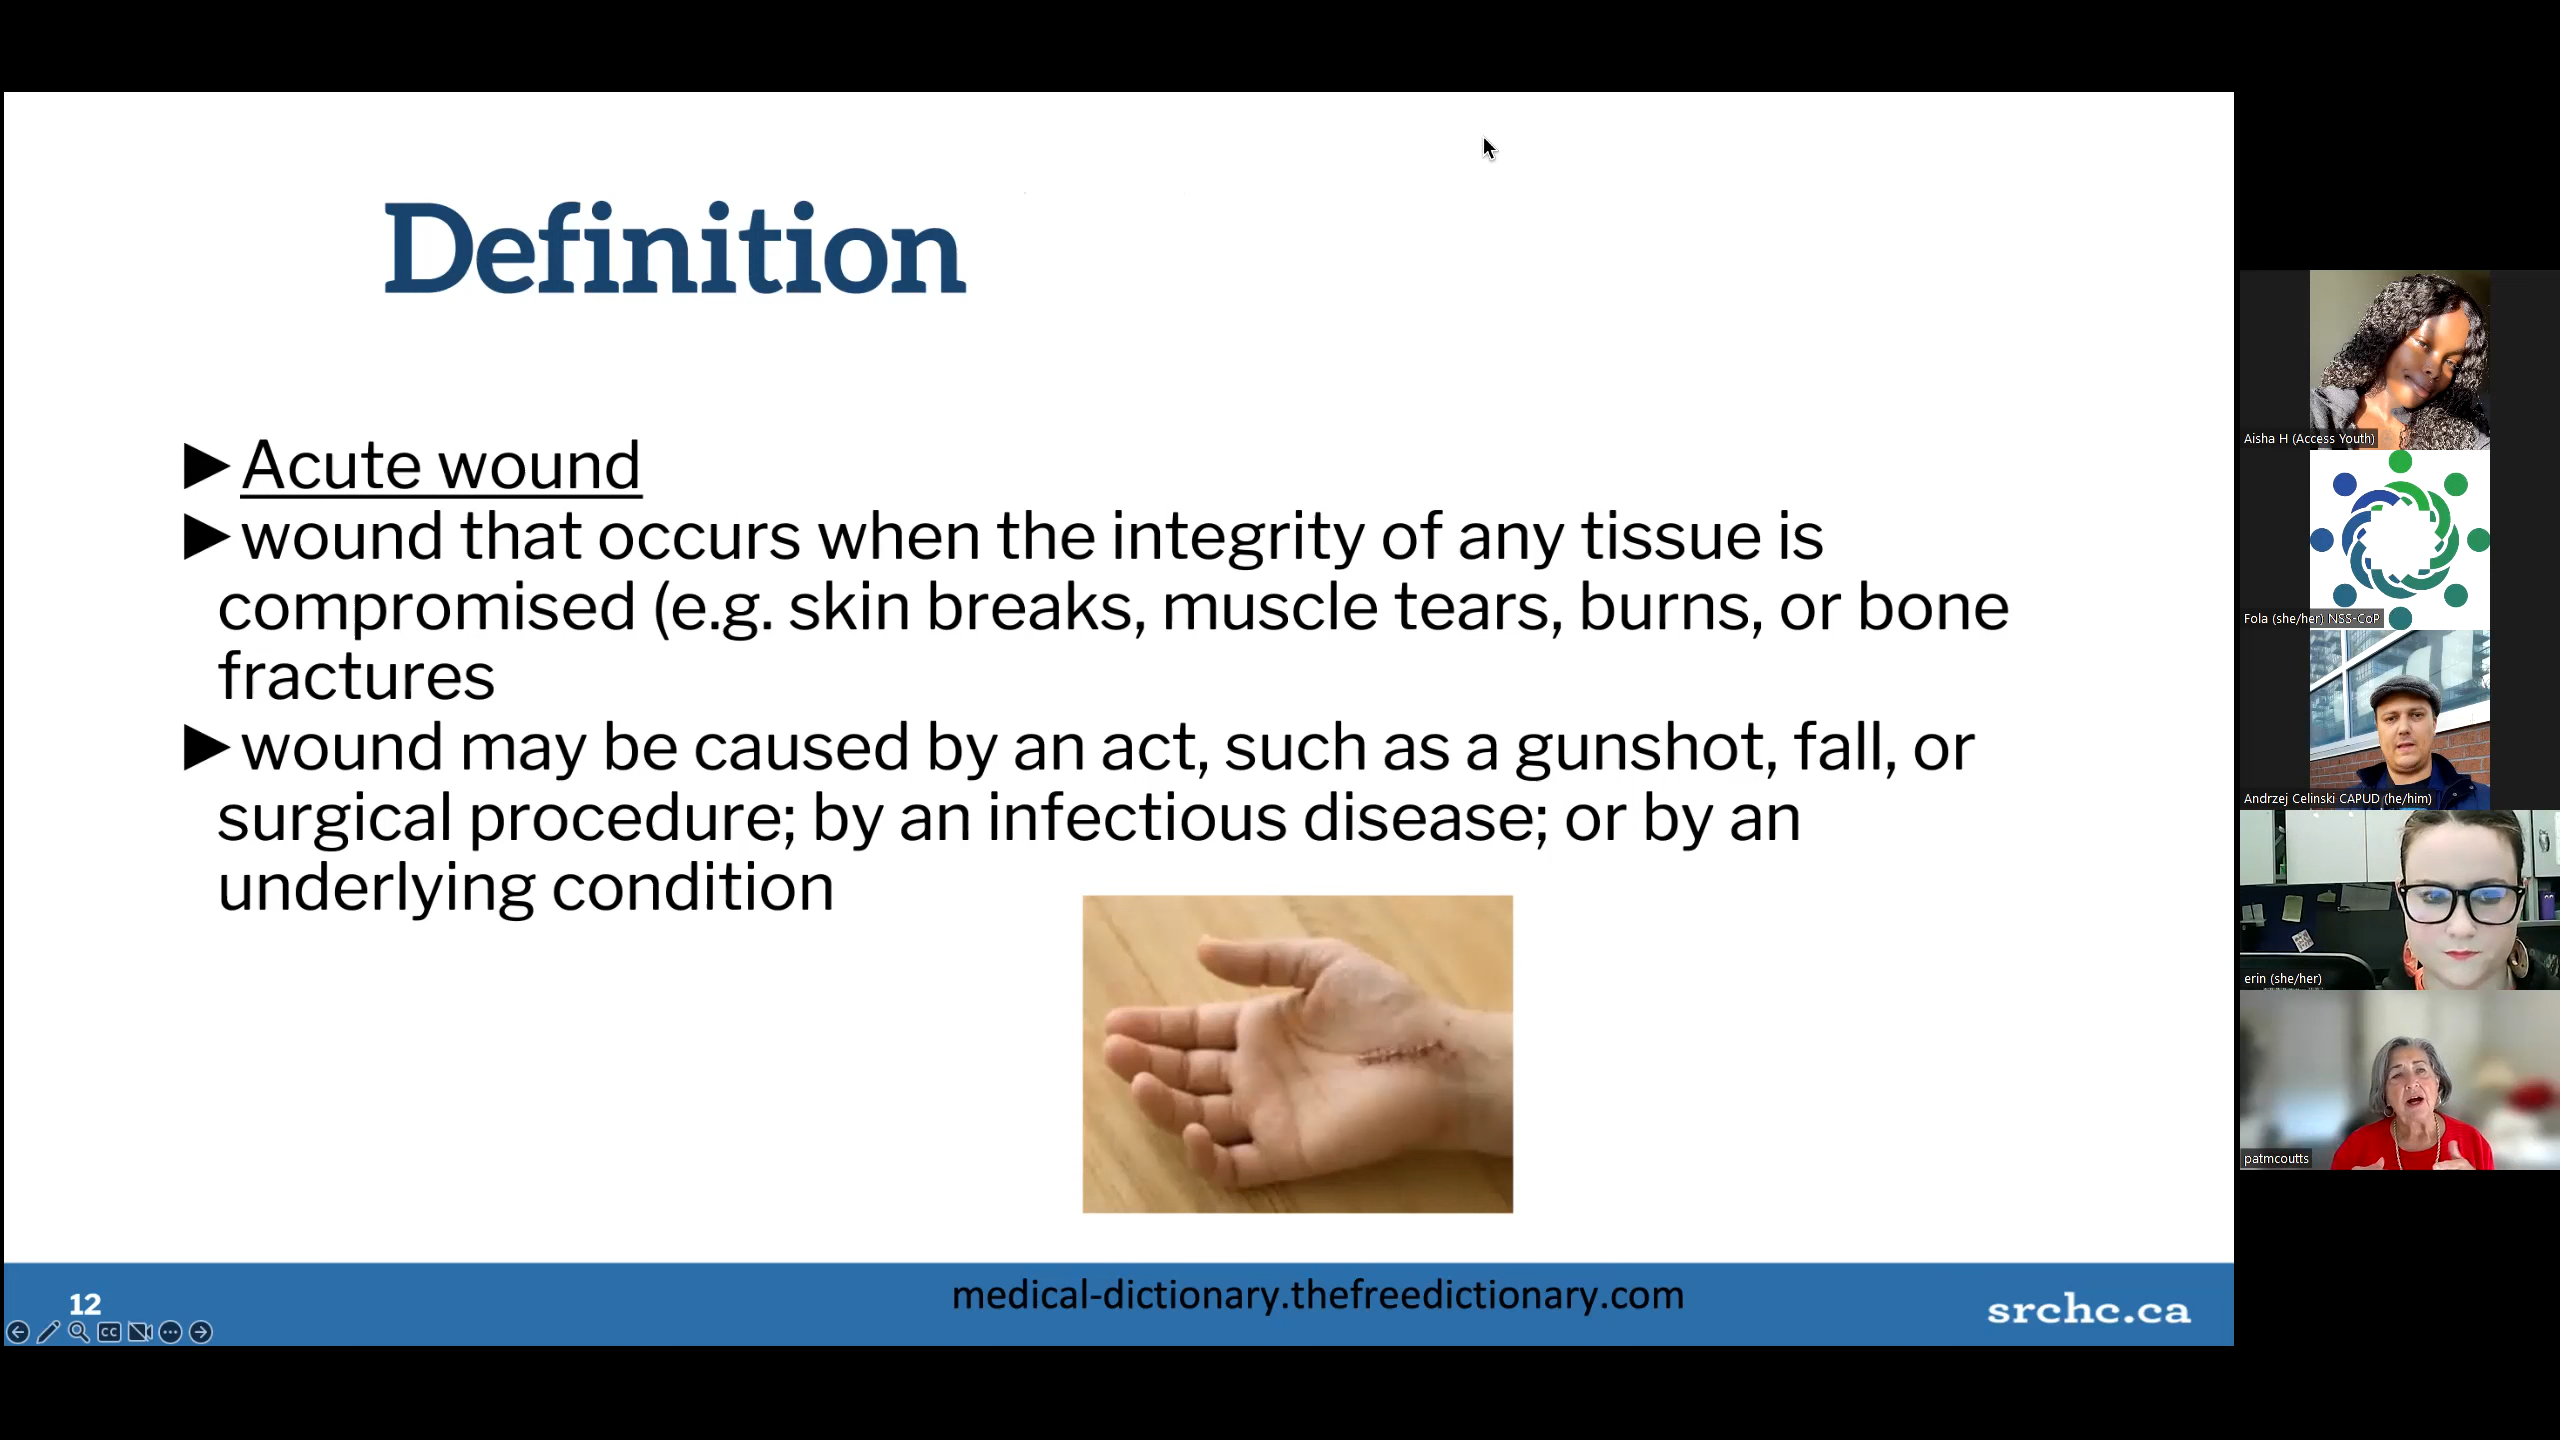 Definition
►Acute wound
►wound that occurs when the integrity of any tissue is
compromised (e.g. skin breaks, muscle tears, burns, or bone
fractures
►wound may be caused by an act, such as a gunshot, fall, or
surgical procedure; by an infectious disease; or by an
underlying condition
12
medical-dictionary.thefreedictionary.com
srchc.ca
CC
Aisha H (Access Youth)
Fola (she/her) NSS-CoP
Andrzej Celinski CAPUD (he/him)
erin (she/her)
patmcoutts